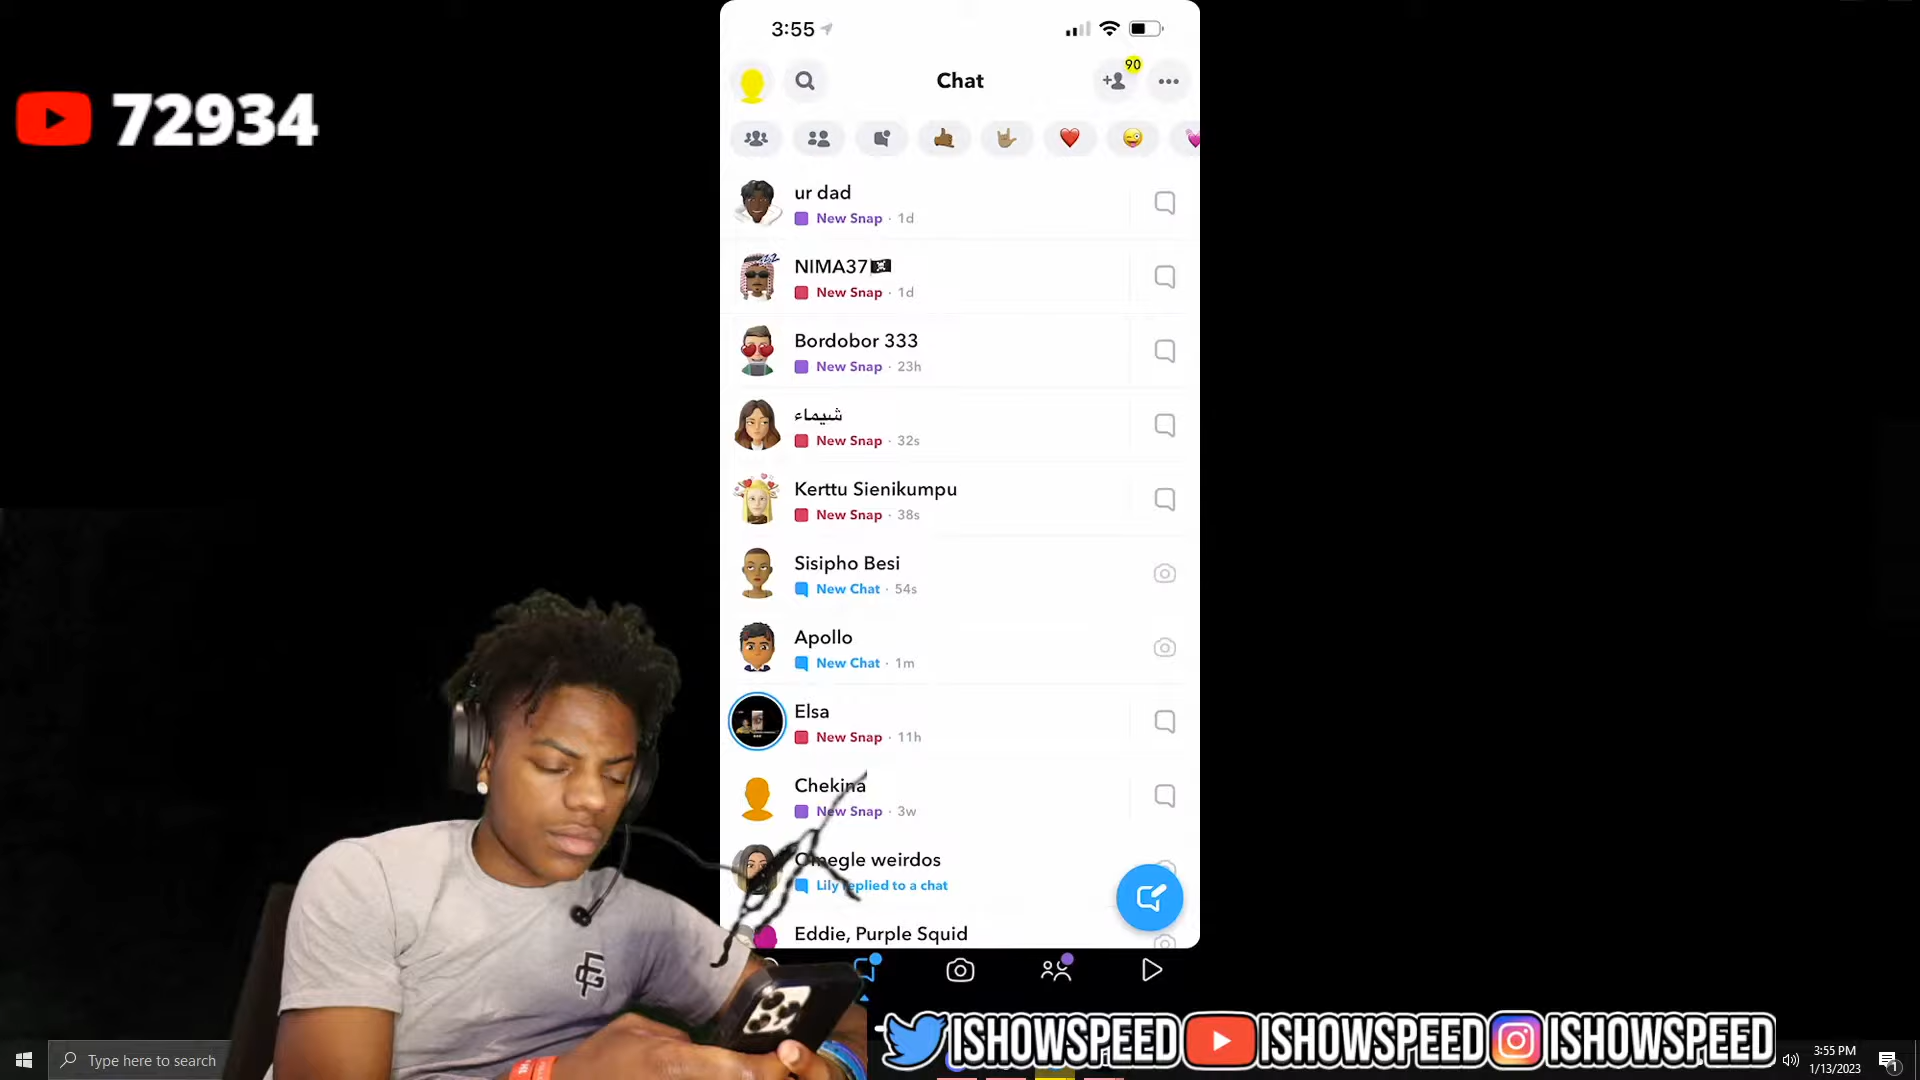 3:55
72934
Chat
90
ur dad
New Snap · 1d
NIMA37
New Snap · 1d
Bordobor 333
New Snap · 23h
شيماء
New Snap · 32s
Kerttu Sienikumpu
New Snap · 38s
Sisipho Besi
New Chat · 54s
Apollo
New Chat · 1m
Elsa
New Snap · 11h
Chekina
New Snap · 3w
Omegle weirdos
Lily replied to a chat
Eddie, Purple Squid
ISHOWSPEED ISHOWSPEED ISHOWSPEED
Type here to search
3:55 PM
1/13/2023
1